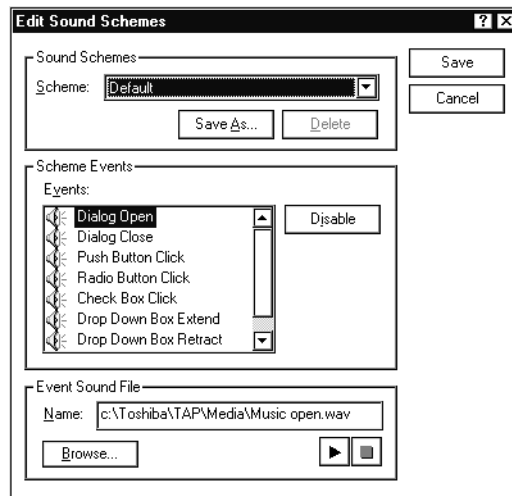 Edit Sound Schemes
Sound Schemes
Scheme: Default
Save
Cancel
Save As... Delete
Scheme Events
Events:
Dialog Open
Disable
Dialog Close
Push Button Click
Radio Button Click
Check Box Click
Drop Down Box Extend
Drop Down Box Retract
Event Sound File
Name: c:\Toshiba\TAP\Media\Music open.wav
Browse...